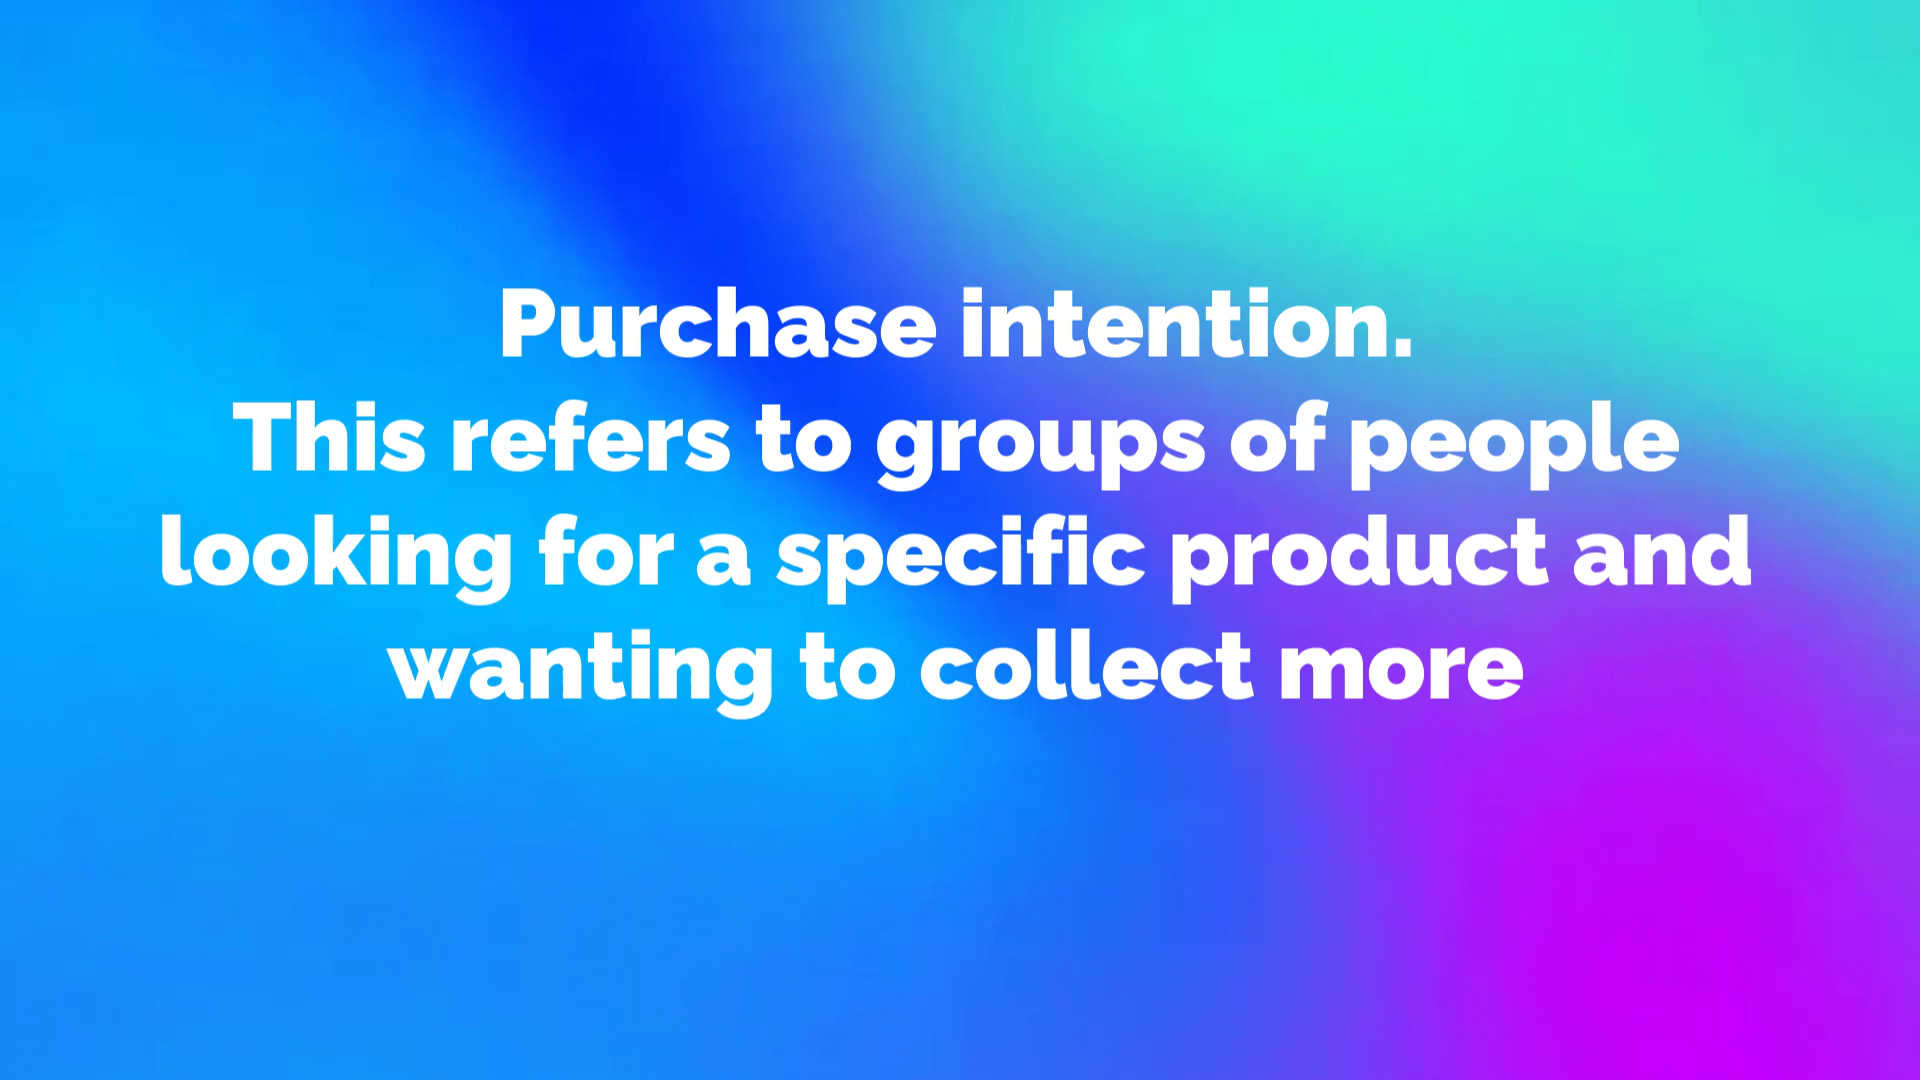 Purchase intention.
This refers to groups of people
looking for a specific product and
wanting to collect more